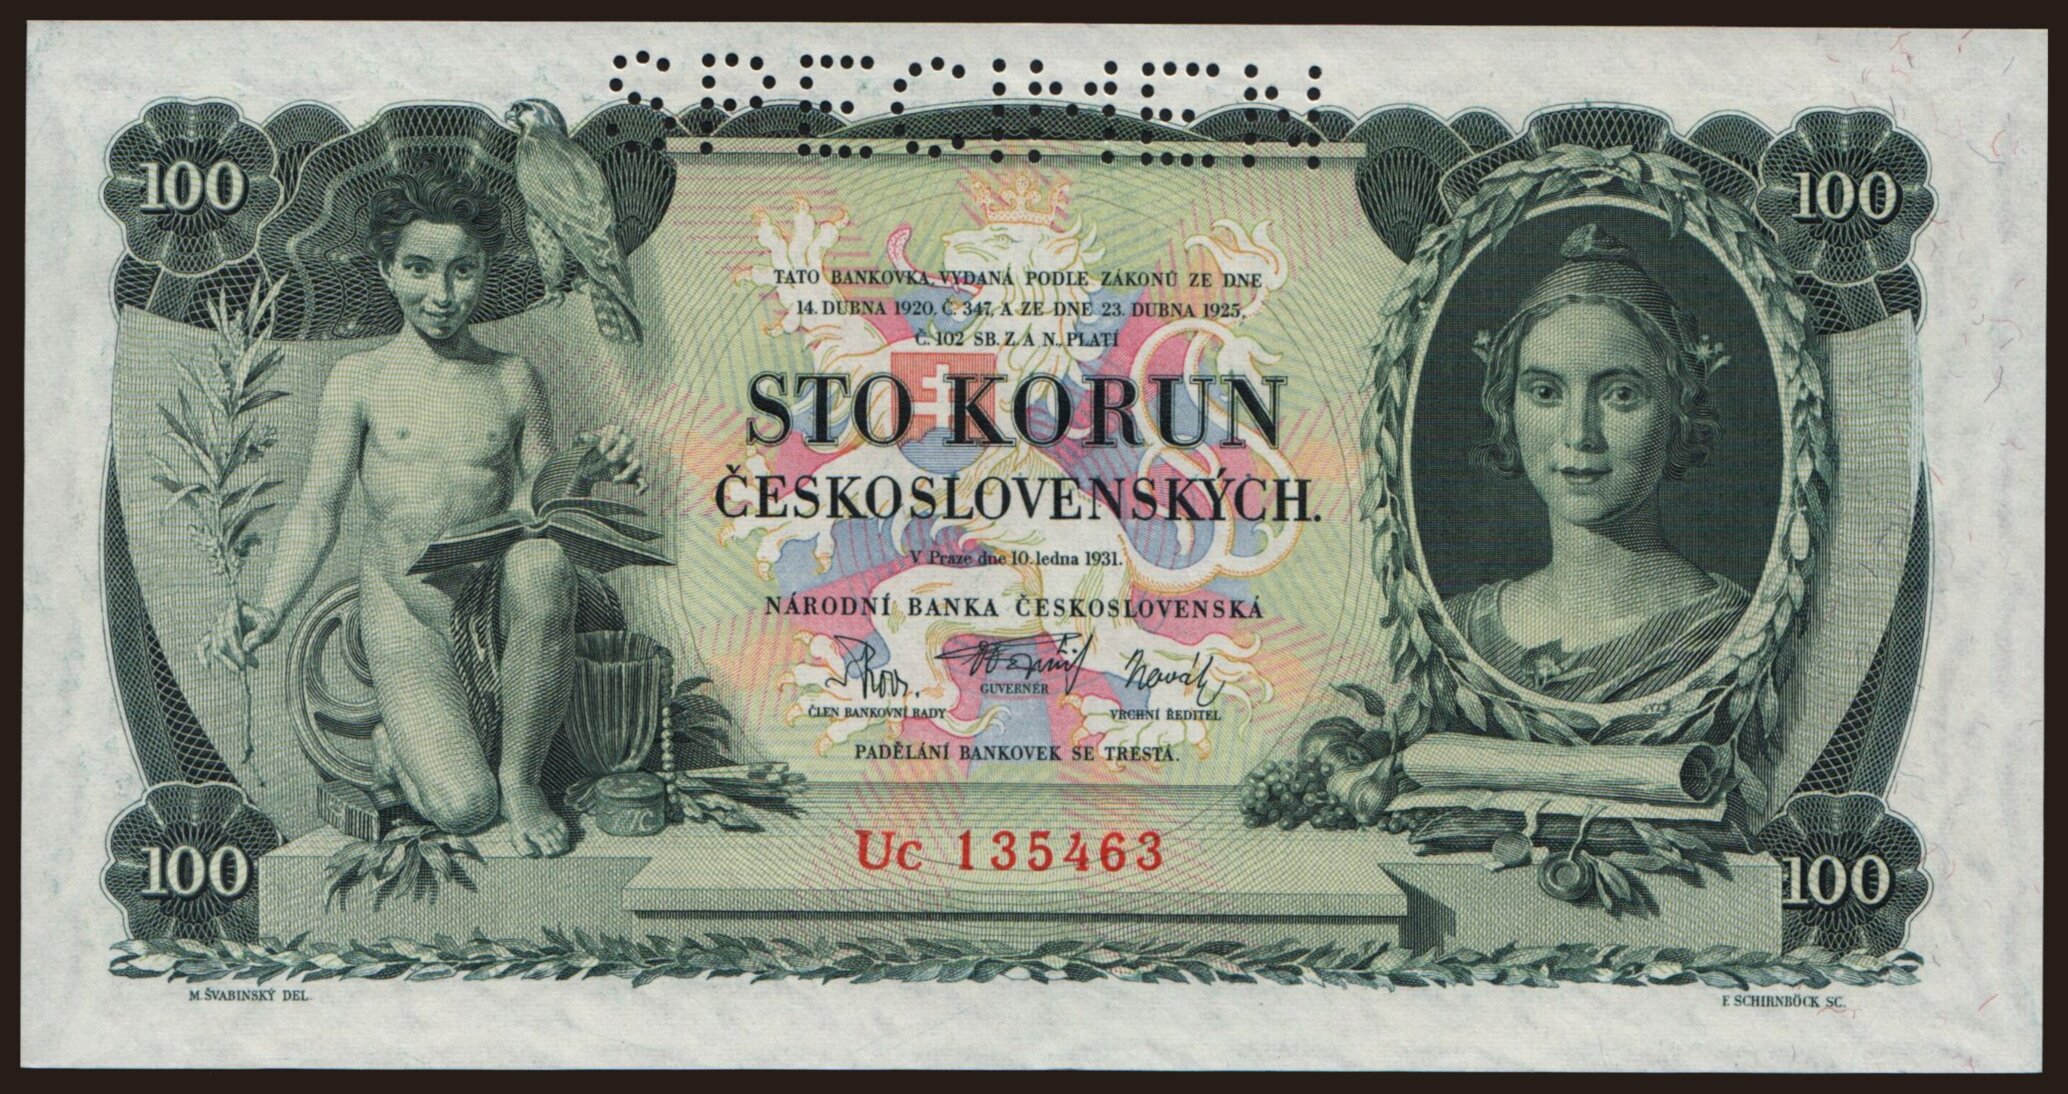 SPECIMEN
100
100
TATO BANKOVKA, VYDANÁ PODLE ZÁKONŮ ZE DNE
14. DUBNA 1920, Č. 347, A ZE DNE 23. DUBNA 1925,
Č. 102 SB. Z. A N., PLATÍ
STO KORUN
ČESKOSLOVENSKÝCH.
V Praze dne 10. ledna 1931.
NÁRODNÍ BANKA ČESKOSLOVENSKÁ
Novák
GUVERNÉR
ČLEN BANKOVNÍ RADY
VRCHNÍ ŘEDITEL
PADĚLÁNÍ BANKOVEK SE TRESTÁ.
Uc 135463
100
100
M. ŠVABINSKÝ DEL.
F. SCHIRNBÖCK SC.